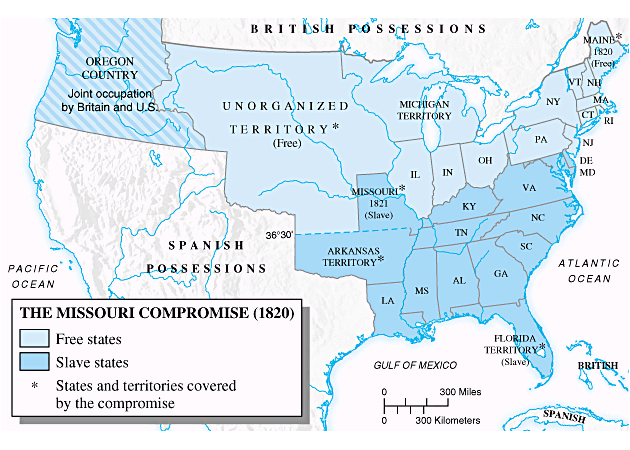 BRITISH POSSESSIONS
MAINE*
1820
(Free)
OREGON
COUNTRY
Joint occupation
by Britain and U.S.
UNORGANIZED
TERRITORY*
(Free)
MICHIGAN
TERRITORY
VT
NH
NY
MA
CT
RI
PA
NJ
OH
IN
IL
DE
MD
MISSOURI*
1821
(Slave)
VA
KY
36°30'
NC
TN
SPANISH
POSSESSIONS
ARKANSAS
TERRITORY*
SC
PACIFIC
OCEAN
ATLANTIC
OCEAN
GA
AL
MS
LA
THE MISSOURI COMPROMISE (1820)
Free states
Slave states
* States and territories covered
by the compromise
FLORIDA
TERRITORY*
(Slave)
GULF OF MEXICO
BRITISH
0 300 Miles
0 300 Kilometers
SPANISH